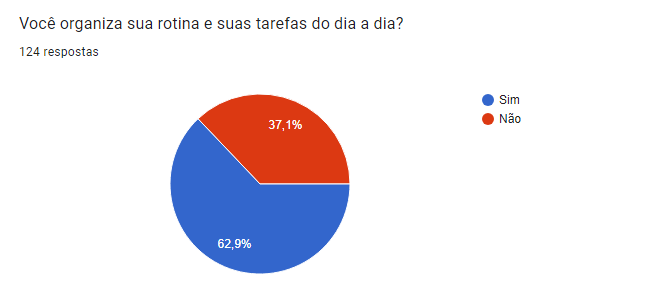 Você organiza sua rotina e suas tarefas do dia a dia?
124 respostas
Sim
Não
37,1%
62,9%